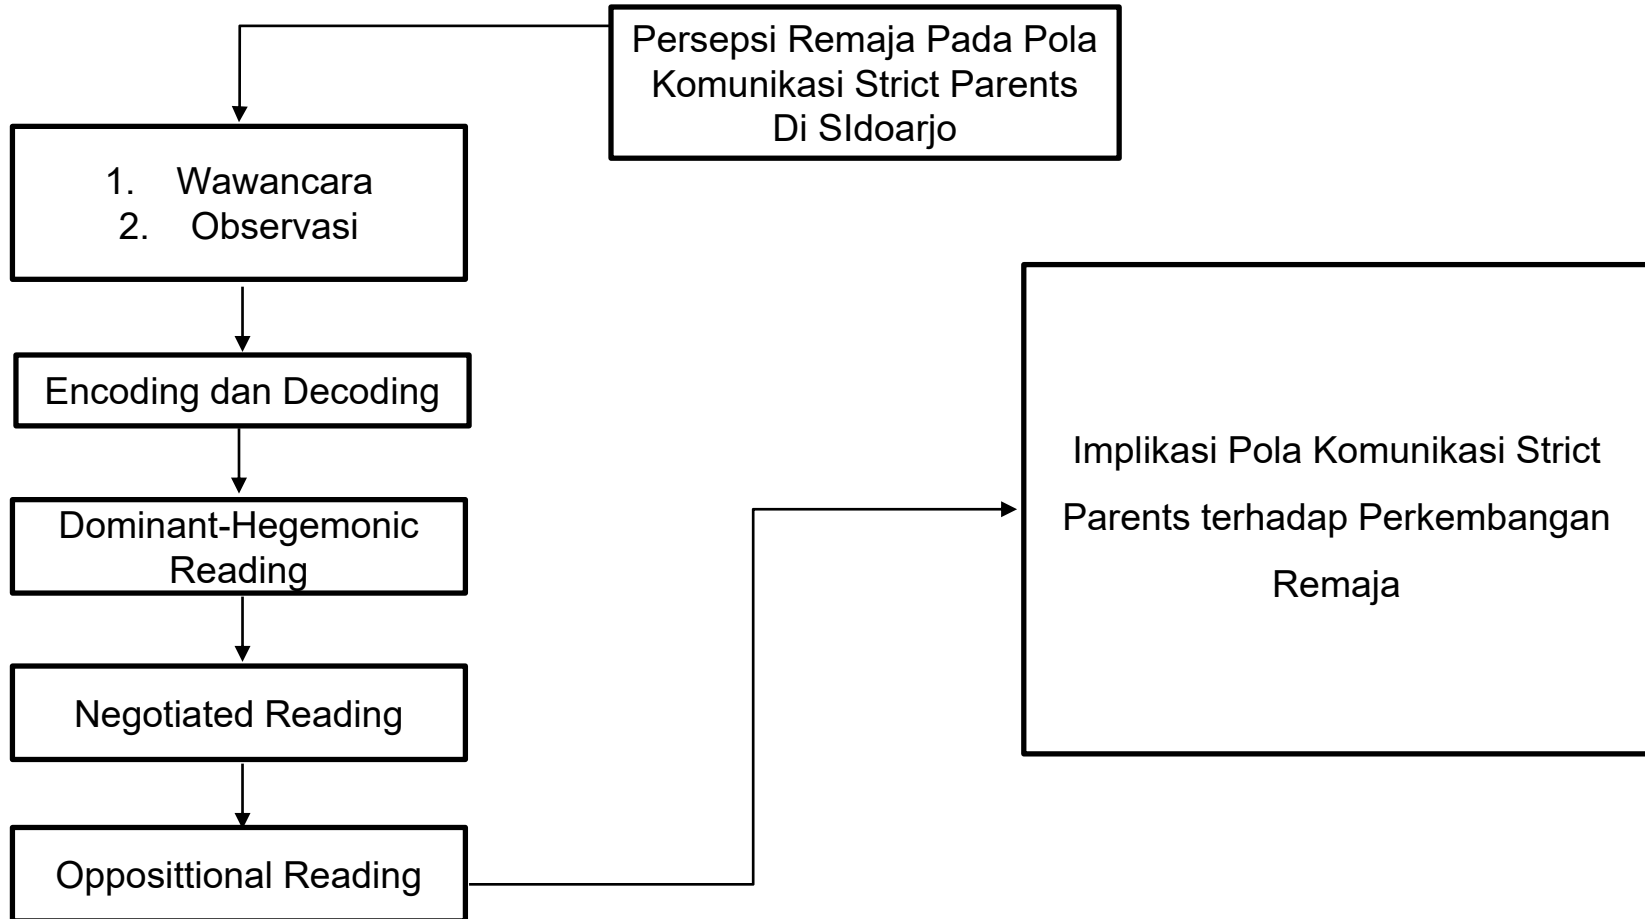 Persepsi Remaja Pada Pola
Komunikasi Strict Parents
Di SIdoarjo
1. Wawancara
2. Observasi
Encoding dan Decoding
Dominant-Hegemonic
Reading
Negotiated Reading
Opposittional Reading
Implikasi Pola Komunikasi Strict
Parents terhadap Perkembangan
Remaja